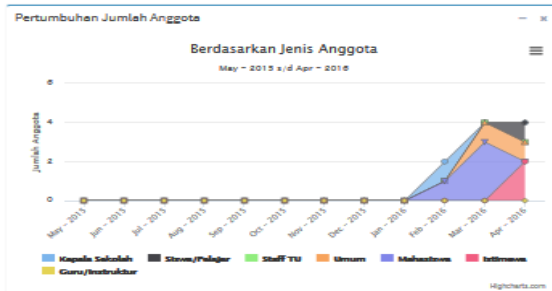 Pertumbuhan Jumlah Anggota
Berdasarkan Jenis Anggota
May - 2015 s/d Apr - 2016
Jumlah Anggota
6
4
2
0
May - 2015
Jun - 2015
Jul - 2015
Aug - 2015
Sep - 2015
Oct - 2015
Nov - 2015
Dec - 2015
Jan - 2016
Feb - 2016
Mar - 2016
Apr - 2016
Kepala Sekolah
Siswa/Pelajar
Staff TU
Umum
Mahasiswa
Istimewa
Guru/Instruktur
Highcharts.com